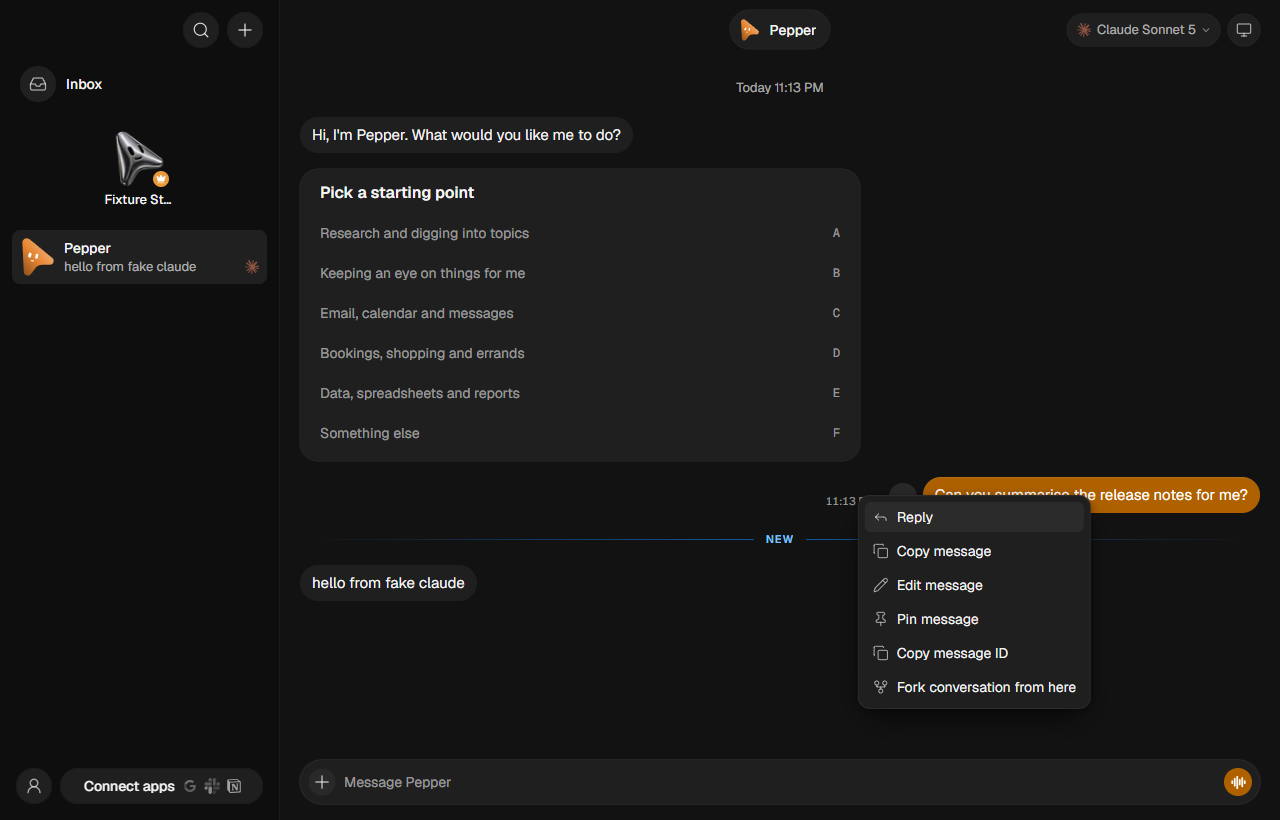 Pepper
Claude Sonnet 5
Inbox
Fixture St...
Pepper
hello from fake claude
Today 11:13 PM
Hi, I'm Pepper. What would you like me to do?
Pick a starting point
Research and digging into topics A
Keeping an eye on things for me B
Email, calendar and messages C
Bookings, shopping and errands D
Data, spreadsheets and reports E
Something else F
11:13
Can you summarise the release notes for me?
NEW
hello from fake claude
Reply
Copy message
Edit message
Pin message
Copy message ID
Fork conversation from here
Connect apps
Message Pepper